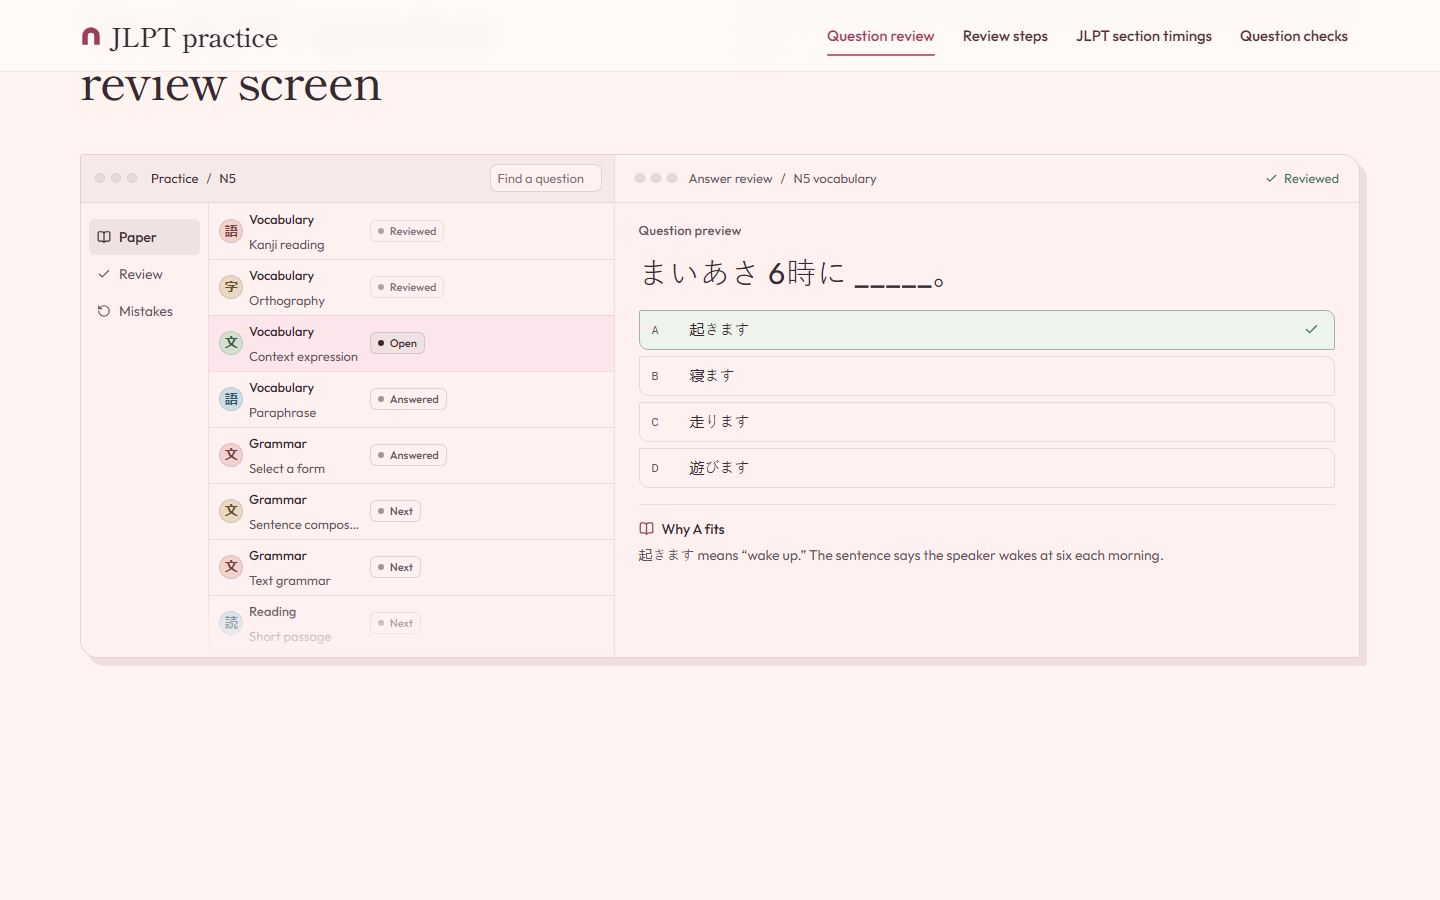 JLPT practice
Question review
Review steps
JLPT section timings
Question checks
review screen
Practice / N5
Find a question
Paper
Review
Mistakes
語
Vocabulary
Kanji reading
Reviewed
字
Vocabulary
Orthography
Reviewed
文
Vocabulary
Context expression
Open
語
Vocabulary
Paraphrase
Answered
文
Grammar
Select a form
Answered
文
Grammar
Sentence compos...
Next
文
Grammar
Text grammar
Next
読
Reading
Short passage
Next
Answer review / N5 vocabulary
Reviewed
Question preview
まいあさ 6時に _____。
A 起きます
B 寝ます
C 走ります
D 遊びます
Why A fits
起きます means “wake up.” The sentence says the speaker wakes at six each morning.